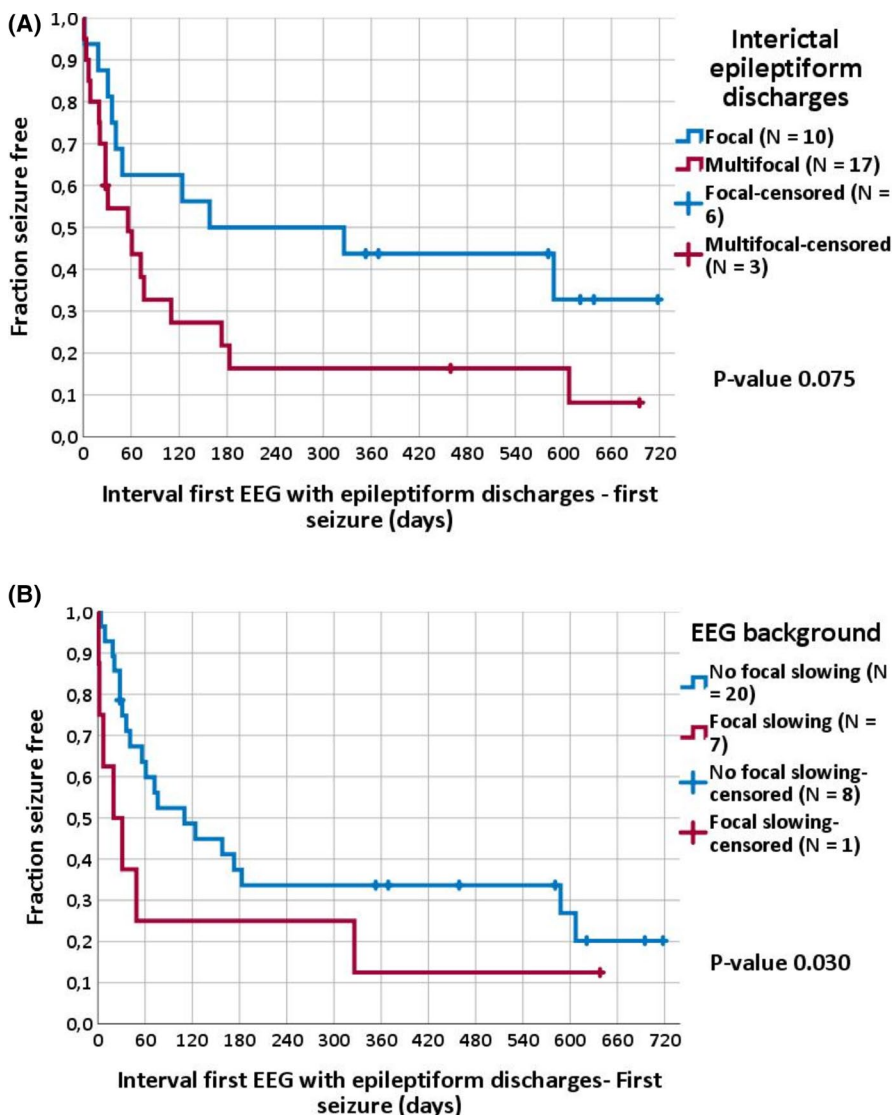 (A)
1,0
0,9
0,8
0,7
0,6
0,5
0,4
0,3
0,2
0,1
0,0
Fraction seizure free
0 60 120 180 240 300 360 420 480 540 600 660 720
Interval first EEG with epileptiform discharges - first
seizure (days)
Interictal
epileptiform
discharges
Focal (N = 10)
Multifocal (N = 17)
Focal-censored (N =
6)
Multifocal-censored
(N = 3)
P-value 0.075
(B)
1,0
0,9
0,8
0,7
0,6
0,5
0,4
0,3
0,2
0,1
0,0
Fraction seizure free
0 60 120 180 240 300 360 420 480 540 600 660 720
Interval first EEG with epileptiform discharges- First
seizure (days)
EEG background
No focal slowing (N
= 20)
Focal slowing (N =
7)
No focal slowing-
censored (N = 8)
Focal slowing-
censored (N = 1)
P-value 0.030